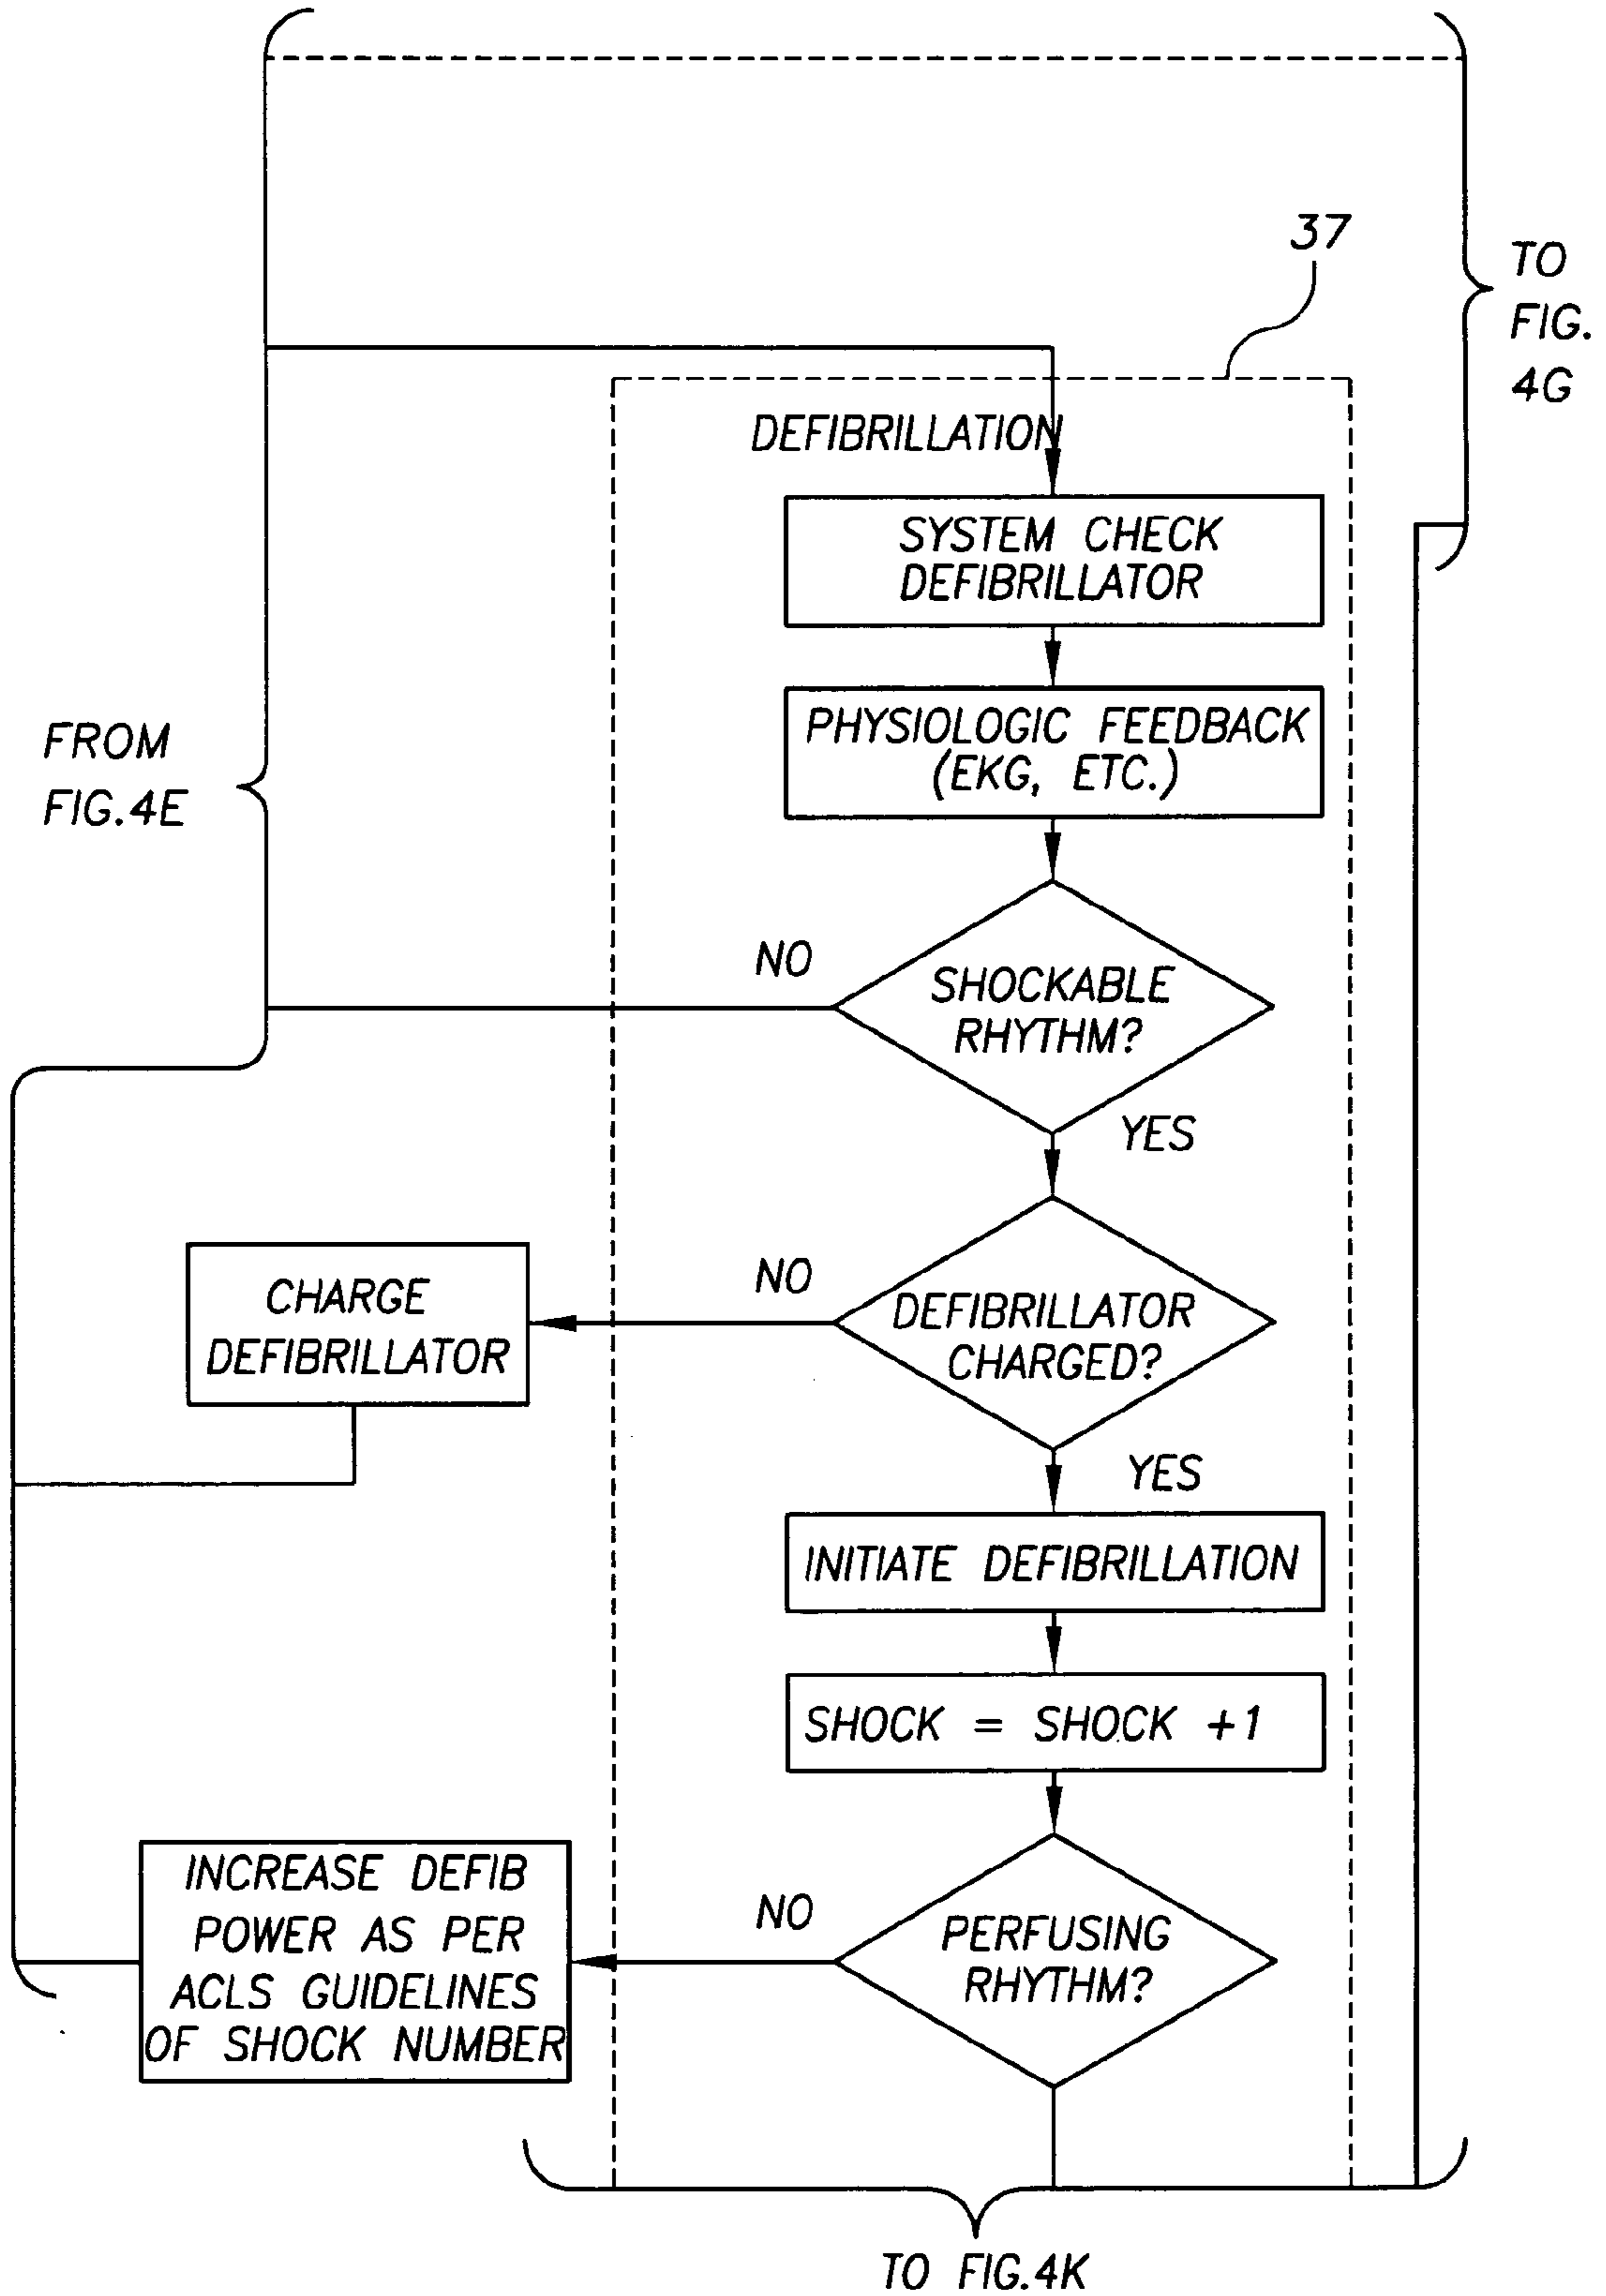 37
TO
FIG.
4G
DEFIBRILLATION
SYSTEM CHECK
DEFIBRILLATOR
PHYSIOLOGIC FEEDBACK
(EKG, ETC.)
FROM
FIG.4E
NO
SHOCKABLE
RHYTHM?
YES
CHARGE
DEFIBRILLATOR
NO
DEFIBRILLATOR
CHARGED?
YES
INITIATE DEFIBRILLATION
SHOCK = SHOCK +1
INCREASE DEFIB
POWER AS PER
ACLS GUIDELINES
OF SHOCK NUMBER
NO
PERFUSING
RHYTHM?
TO FIG.4K